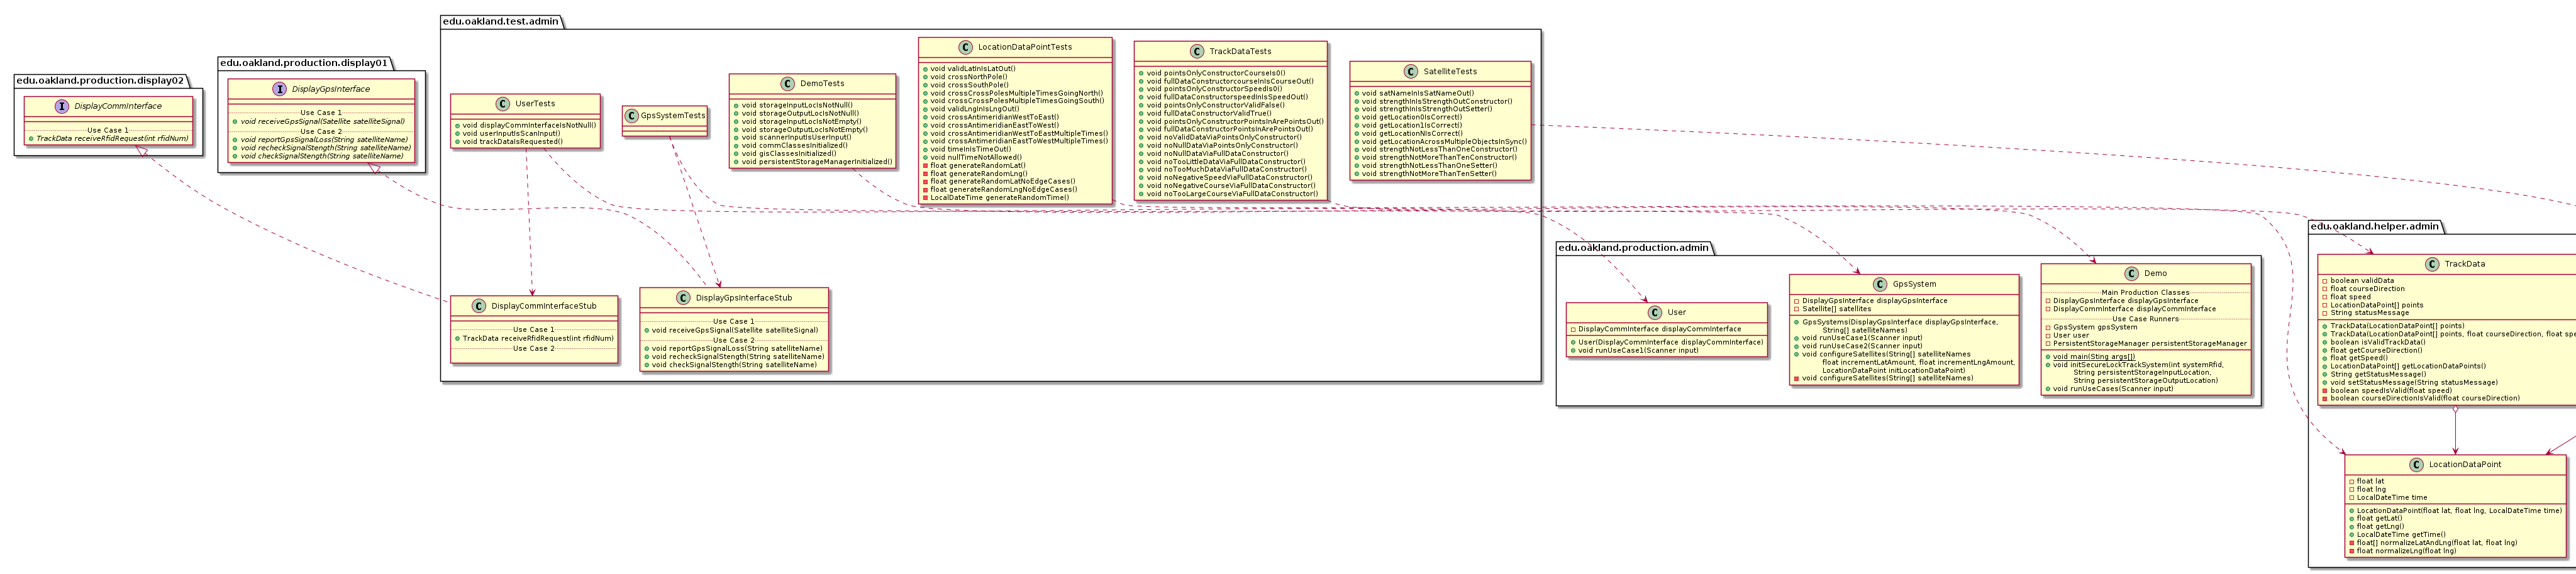 edu.oakland.production.display02
DisplayCommInterface
Use Case 1
TrackData receiveRfidRequest(int rfidNum)
edu.oakland.production.display01
DisplayGpsInterface
Use Case 1
void receiveGpsSignal(Satellite satelliteSignal)
Use Case 2
void reportGpsSignalLoss(String satelliteName)
void recheckSignalStength(String satelliteName)
void checkSignalStength(String satelliteName)
edu.oakland.test.admin
UserTests
void displayCommInterfaceIsNotNull()
void userInputIsScanInput()
void trackDataIsRequested()
GpsSystemTests
DemoTests
void storageInputLocIsNotNull()
void storageOutputLocIsNotNull()
void storageInputLocIsNotEmpty()
void storageOutputLocIsNotEmpty()
void scannerInputIsUserInput()
void commClassesInitialized()
void gisClassesInitialized()
void persistentStorageManagerInitialized()
LocationDataPointTests
void validLatInIsLatOut()
void crossNorthPole()
void crossSouthPole()
void crossCrossPolesMultipleTimesGoingNorth()
void crossCrossPolesMultipleTimesGoingSouth()
void validLngInIsLngOut()
void crossAntimeridianWestToEast()
void crossAntimeridianEastToWest()
void crossAntimeridianWestToEastMultipleTimes()
void crossAntimeridianEastToWestMultipleTimes()
void timeInIsTimeOut()
void nullTimeNotAllowed()
float generateRandomLat()
float generateRandomLng()
float generateRandomLatNoEdgeCases()
float generateRandomLngNoEdgeCases()
LocalDateTime generateRandomTime()
TrackDataTests
void pointsOnlyConstructorCourseIs0()
void fullDataConstructorcourseInIsCourseOut()
void pointsOnlyConstructorSpeedIs0()
void fullDataConstructorspeedInIsSpeedOut()
void pointsOnlyConstructorValidFalse()
void fullDataConstructorValidTrue()
void pointsOnlyConstructorPointsInArePointsOut()
void fullDataConstructorPointsInArePointsOut()
void noValidDataViaPointsOnlyConstructor()
void noNullDataViaPointsOnlyConstructor()
void noNullDataViaFullDataConstructor()
void noTooLittleDataViaFullDataConstructor()
void noTooMuchDataViaFullDataConstructor()
void noNegativeSpeedViaFullDataConstructor()
void noNegativeCourseViaFullDataConstructor()
void noTooLargeCourseViaFullDataConstructor()
SatelliteTests
void satNameInIsSatNameOut()
void strengthInIsStrengthOutConstructor()
void strengthInIsStrengthOutSetter()
void getLocation0IsCorrect()
void getLocation1IsCorrect()
void getLocationNIsCorrect()
void getLocationAcrossMultipleObjectsInSync()
void strengthNotLessThanOneConstructor()
void strengthNotMoreThanTenConstructor()
void strengthNotLessThanOneSetter()
void strengthNotMoreThanTenSetter()
DisplayCommInterfaceStub
Use Case 1
TrackData receiveRfidRequest(int rfidNum)
Use Case 2
DisplayGpsInterfaceStub
Use Case 1
void receiveGpsSignal(Satellite satelliteSignal)
Use Case 2
void reportGpsSignalLoss(String satelliteName)
void recheckSignalStength(String satelliteName)
void checkSignalStength(String satelliteName)
edu.oakland.production.admin
User
DisplayCommInterface displayCommInterface
User(DisplayCommInterface displayCommInterface)
void runUseCase1(Scanner input)
GpsSystem
DisplayGpsInterface displayGpsInterface
Satellite[] satellites
GpsSystems(DisplayGpsInterface displayGpsInterface,
String[] satelliteNames)
void runUseCase1(Scanner input)
void runUseCase2(Scanner input)
void configureSatellites(String[] satelliteNames
float incrementLatAmount, float incrementLngAmount,
LocationDataPoint initLocationDataPoint)
void configureSatellites(String[] satelliteNames)
Demo
Main Production Classes
DisplayGpsInterface displayGpsInterface
DisplayCommInterface displayCommInterface
Use Case Runners
GpsSystem gpsSystem
User user
PersistentStorageManager persistentStorageManager
void main(String args[])
void initSecureLockTrackSystem(int systemRfid,
String persistentStorageInputLocation,
String persistentStorageOutputLocation)
void runUseCases(Scanner input)
edu.oakland.helper.admin
TrackData
boolean validData
float courseDirection
float speed
LocationDataPoint[] points
String statusMessage
TrackData(LocationDataPoint[] points)
TrackData(LocationDataPoint[] points, float courseDirection, float spe
boolean isValidTrackData()
float getCourseDirection()
float getSpeed()
LocationDataPoint[] getLocationDataPoints()
String getStatusMessage()
void setStatusMessage(String statusMessage)
boolean speedIsValid(float speed)
boolean courseDirectionIsValid(float courseDirection)
LocationDataPoint
float lat
float lng
LocalDateTime time
LocationDataPoint(float lat, float lng, LocalDateTime time)
float getLat()
float getLng()
LocalDateTime getTime()
float[] normalizeLatAndLng(float lat, float lng)
float normalizeLng(float lng)